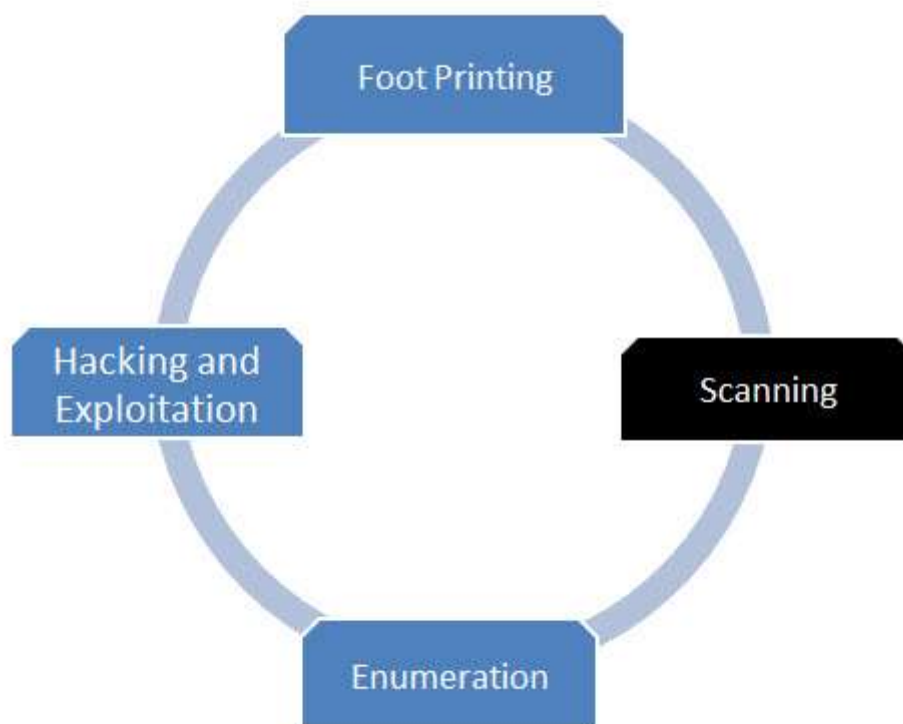 Foot Printing
Hacking and
Exploitation
Scanning
Enumeration